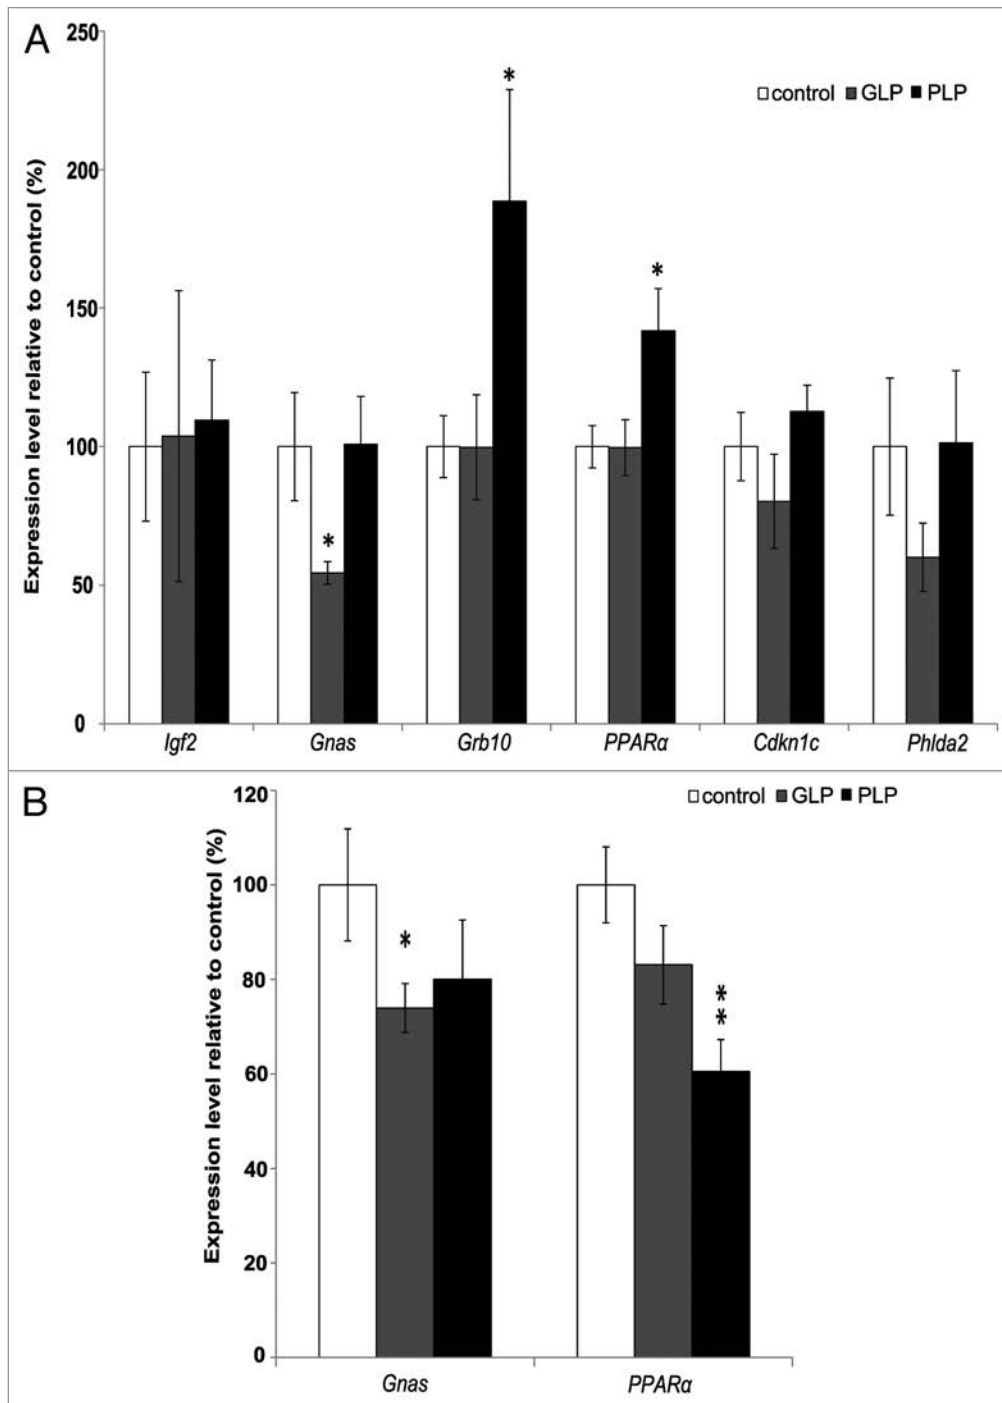 A
Expression level relative to control (%)
250
200
150
100
50
0
control GLP PLP
*
*
*
Igf2 Gnas Grb10 PPARα Cdkn1c Phlda2
B
Expression level relative to control (%)
120
100
80
60
40
20
0
control GLP PLP
*
*
*
Gnas PPARα